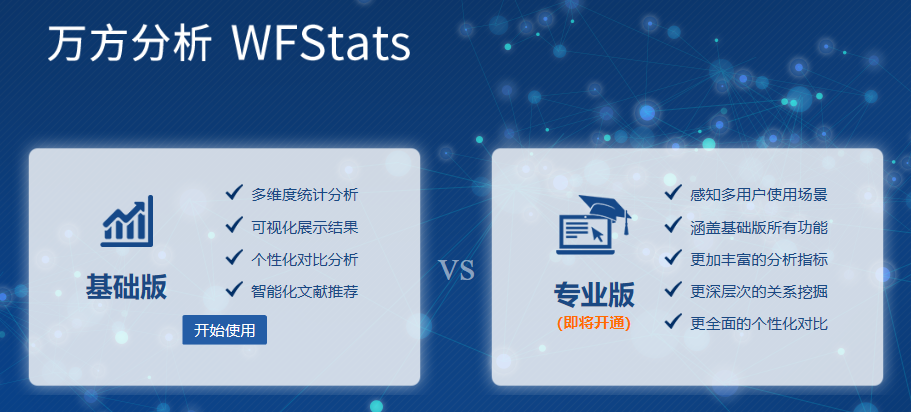 万方分析 WFStats
基础版
多维度统计分析
可视化展示结果
个性化对比分析
智能化文献推荐
开始使用
VS
专业版
(即将开通)
感知多用户使用场景
涵盖基础版所有功能
更加丰富的分析指标
更深层次的关系挖掘
更全面的个性化对比